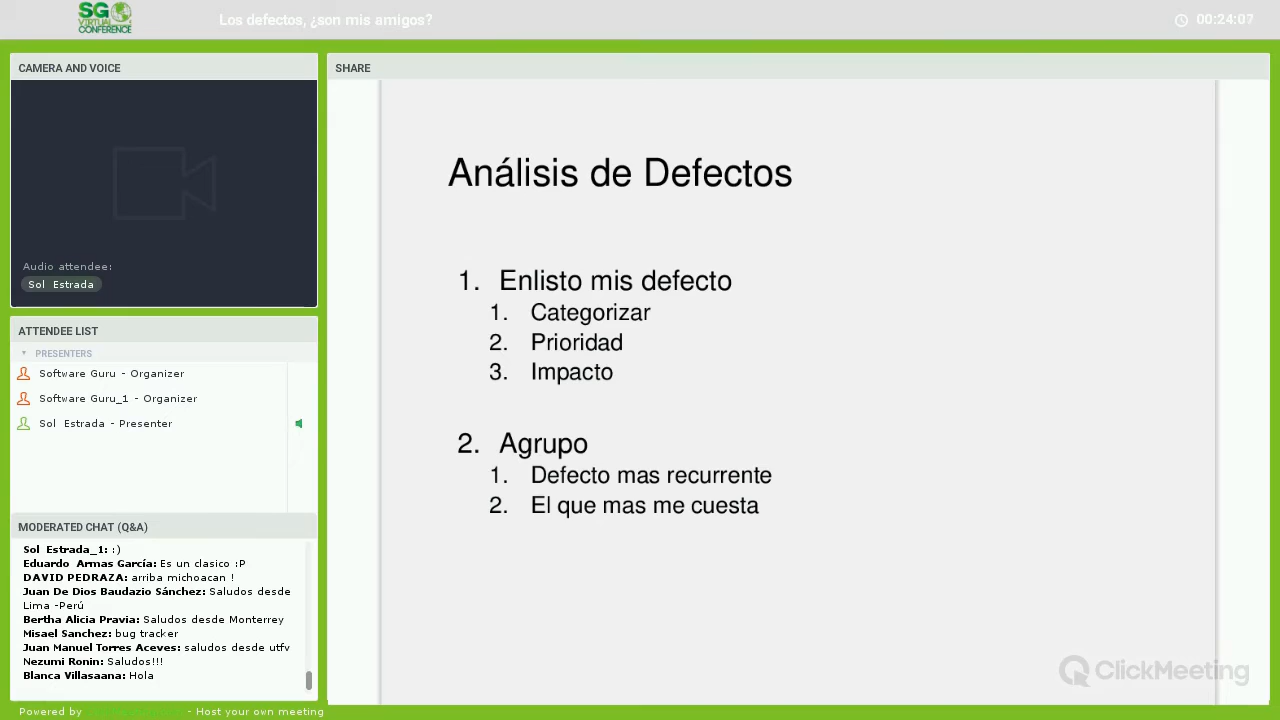 SG
VIRTUAL
CONFERENCE
Los defectos, ¿son mis amigos?
00:24:07
CAMERA AND VOICE
Audio attendee:
Sol Estrada
ATTENDEE LIST
PRESENTERS
Software Guru - Organizer
Software Guru_1 - Organizer
Sol Estrada - Presenter
MODERATED CHAT (Q&A)
Sol Estrada_1: :)
Eduardo Armas García: Es un clasico :P
DAVID PEDRAZA: arriba michoacan !
Juan De Dios Baudazio Sánchez: Saludos desde
Lima -Perú
Bertha Alicia Pravia: Saludos desde Monterrey
Misael Sanchez: bug tracker
Juan Manuel Torres Aceves: saludos desde utfv
Nezumi Ronin: Saludos!!!
Blanca Villasaana: Hola
Powered by - Host your own meeting
SHARE
Análisis de Defectos
1. Enlisto mis defecto
1. Categorizar
2. Prioridad
3. Impacto
2. Agrupo
1. Defecto mas recurrente
2. El que mas me cuesta
ClickMeeting